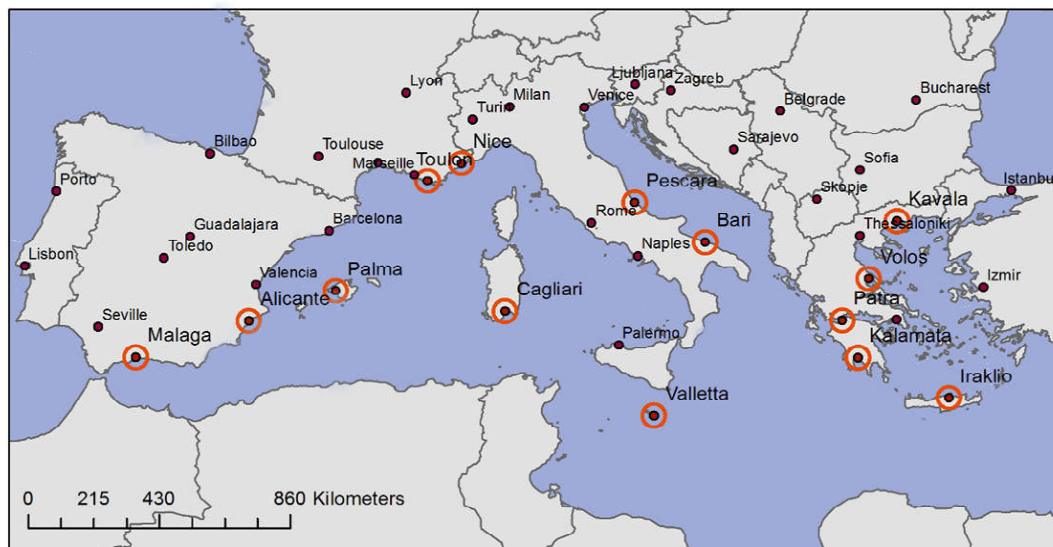 Lyon
Ljubljana
Zagreb
Milan
Venice
Turin
Bucharest
Belgrade
Bilbao
Toulouse
Nice
Sarajevo
Marseille
Toulon
Sofia
Porto
Pescara
Skopje
Istanbu
Kavala
Guadalajara
Barcelona
Rome
Bari
Thessaloniki
Toledo
Naples
Volos
Lisbon
Valencia
Palma
Izmir
Cagliari
Patra
Alicante
Seville
Malaga
Palermo
Kalamata
Iraklio
Valletta
0 215 430 860 Kilometers